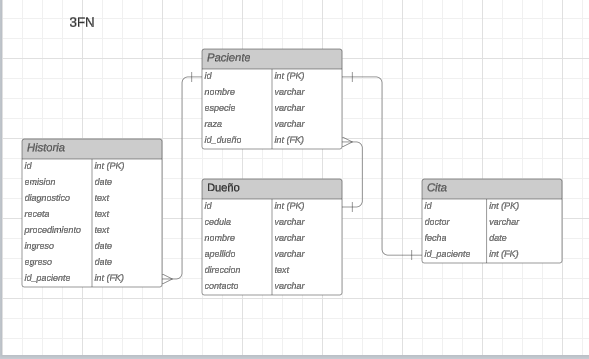 3FN
Paciente
id int (PK)
nombre varchar
especie varchar
raza varchar
id_dueño int (FK)
Historia
id int (PK)
emision date
diagnostico text
receta text
procedimiento text
ingreso date
egreso date
id_paciente int (FK)
Dueño
id int (PK)
cedula varchar
nombre varchar
apellido varchar
direccion text
contacto varchar
Cita
id int (PK)
doctor varchar
fecha date
id_paciente int (FK)